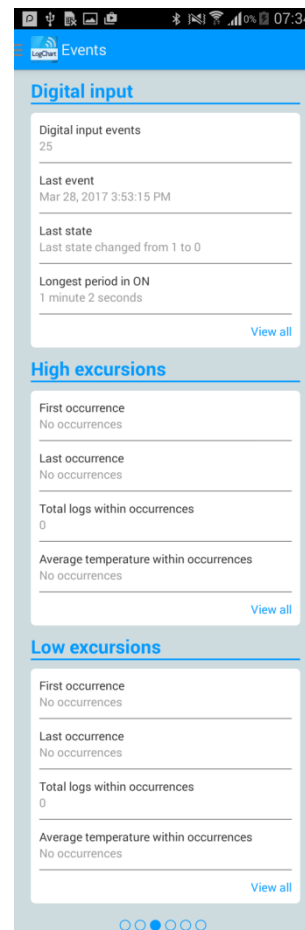 0% 07:34
LogChart Events
Digital input
Digital input events
25
Last event
Mar 28, 2017 3:53:15 PM
Last state
Last state changed from 1 to 0
Longest period in ON
1 minute 2 seconds
View all
High excursions
First occurrence
No occurrences
Last occurrence
No occurrences
Total logs within occurrences
0
Average temperature within occurrences
No occurrences
View all
Low excursions
First occurrence
No occurrences
Last occurrence
No occurrences
Total logs within occurrences
0
Average temperature within occurrences
No occurrences
View all